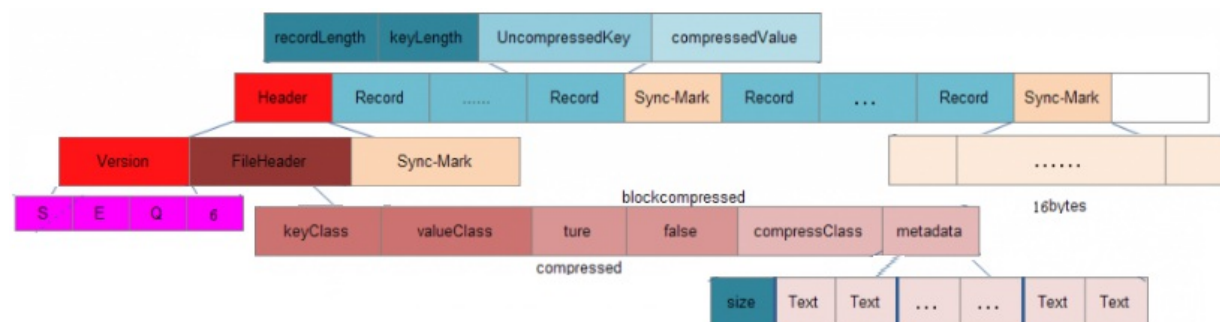 recordLength keyLength UncompressedKey compressedValue
Header Record ...... Record Sync-Mark Record ... Record Sync-Mark
Version FileHeader Sync-Mark ......
blockcompressed
S E Q 6 16bytes
keyClass valueClass ture false compressClass metadata
compressed
size Text Text ... ... Text Text